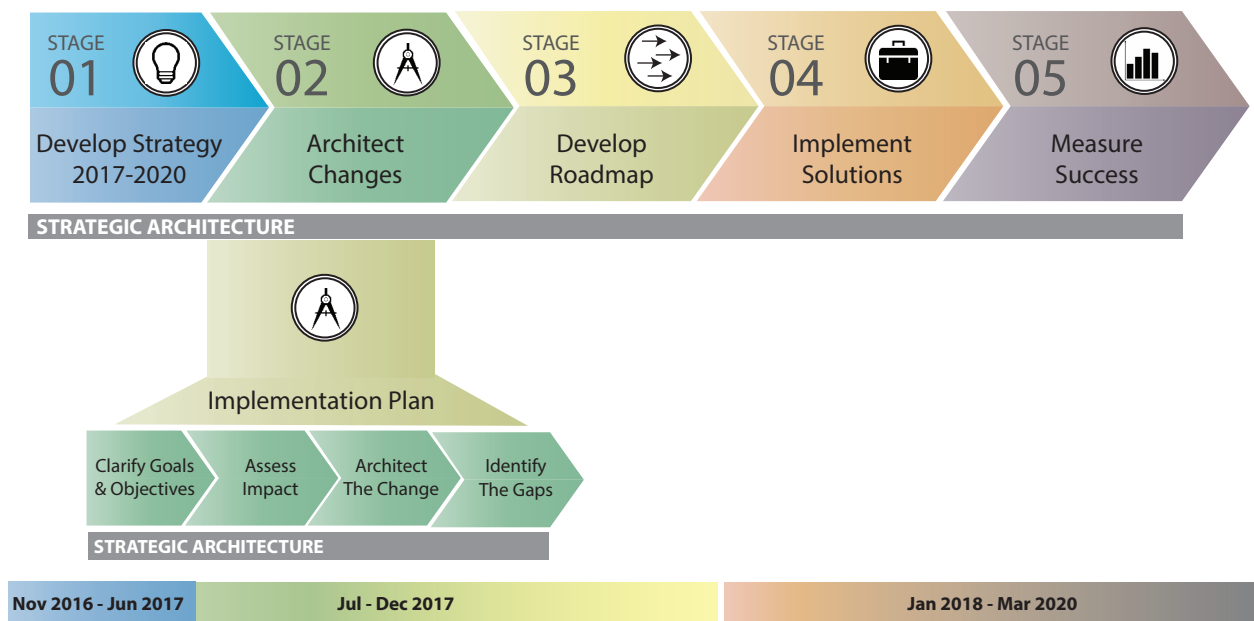 STAGE
01
Develop Strategy
2017-2020
STAGE
02
Architect
Changes
STAGE
03
Develop
Roadmap
STAGE
04
Implement
Solutions
STAGE
05
Measure
Success
STRATEGIC ARCHITECTURE
Implementation Plan
Clarify Goals
& Objectives
Assess
Impact
Architect
The Change
Identify
The Gaps
STRATEGIC ARCHITECTURE
Nov 2016 - Jun 2017
Jul - Dec 2017
Jan 2018 - Mar 2020